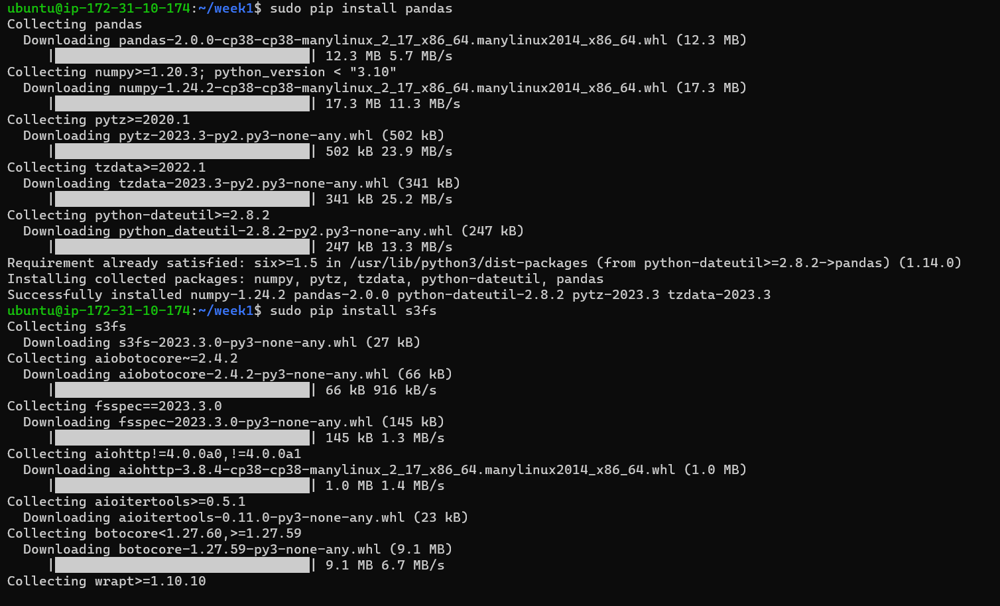 ubuntu@ip-172-31-10-174:~/week1$ sudo pip install pandas
Collecting pandas
  Downloading pandas-2.0.0-cp38-cp38-manylinux_2_17_x86_64.manylinux2014_x86_64.whl (12.3 MB)
     || 12.3 MB 5.7 MB/s
Collecting numpy>=1.20.3; python_version < "3.10"
  Downloading numpy-1.24.2-cp38-cp38-manylinux_2_17_x86_64.manylinux2014_x86_64.whl (17.3 MB)
     || 17.3 MB 11.3 MB/s
Collecting pytz>=2020.1
  Downloading pytz-2023.3-py2.py3-none-any.whl (502 kB)
     || 502 kB 23.9 MB/s
Collecting tzdata>=2022.1
  Downloading tzdata-2023.3-py2.py3-none-any.whl (341 kB)
     || 341 kB 25.2 MB/s
Collecting python-dateutil>=2.8.2
  Downloading python_dateutil-2.8.2-py2.py3-none-any.whl (247 kB)
     || 247 kB 13.3 MB/s
Requirement already satisfied: six>=1.5 in /usr/lib/python3/dist-packages (from python-dateutil>=2.8.2->pandas) (1.14.0)
Installing collected packages: numpy, pytz, tzdata, python-dateutil, pandas
Successfully installed numpy-1.24.2 pandas-2.0.0 python-dateutil-2.8.2 pytz-2023.3 tzdata-2023.3
ubuntu@ip-172-31-10-174:~/week1$ sudo pip install s3fs
Collecting s3fs
  Downloading s3fs-2023.3.0-py3-none-any.whl (27 kB)
Collecting aiobotocore~=2.4.2
  Downloading aiobotocore-2.4.2-py3-none-any.whl (66 kB)
     || 66 kB 916 kB/s
Collecting fsspec==2023.3.0
  Downloading fsspec-2023.3.0-py3-none-any.whl (145 kB)
     || 145 kB 1.3 MB/s
Collecting aiohttp!=4.0.0a0,!=4.0.0a1
  Downloading aiohttp-3.8.4-cp38-cp38-manylinux_2_17_x86_64.manylinux2014_x86_64.whl (1.0 MB)
     || 1.0 MB 1.4 MB/s
Collecting aioitertools>=0.5.1
  Downloading aioitertools-0.11.0-py3-none-any.whl (23 kB)
Collecting botocore<1.27.60,>=1.27.59
  Downloading botocore-1.27.59-py3-none-any.whl (9.1 MB)
     || 9.1 MB 6.7 MB/s
Collecting wrapt>=1.10.10